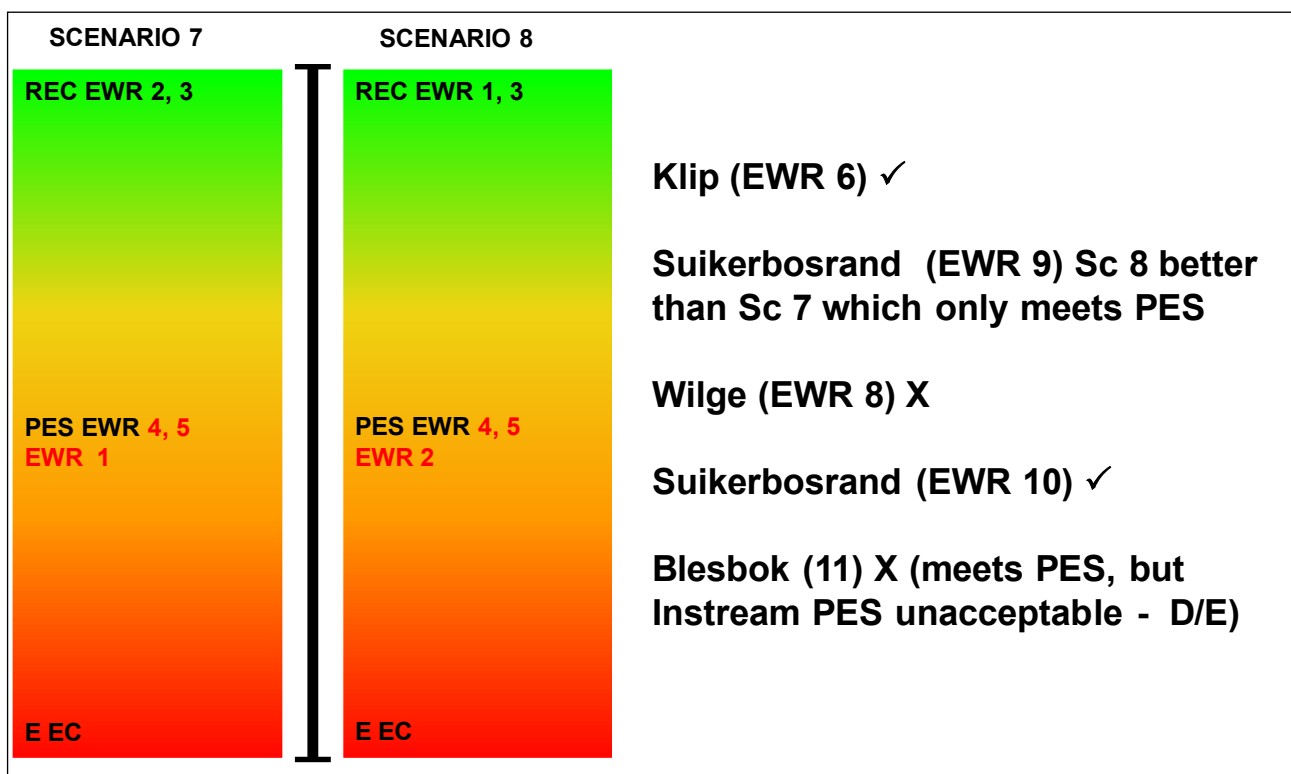 SCENARIO 7
REC EWR 2, 3
PES EWR 4, 5
EWR 1
E EC
SCENARIO 8
REC EWR 1, 3
PES EWR 4, 5
EWR 2
E EC
Klip (EWR 6) ✓
Suikerbosrand (EWR 9) Sc 8 better
than Sc 7 which only meets PES
Wilge (EWR 8) X
Suikerbosrand (EWR 10) ✓
Blesbok (11) X (meets PES, but
Instream PES unacceptable - D/E)